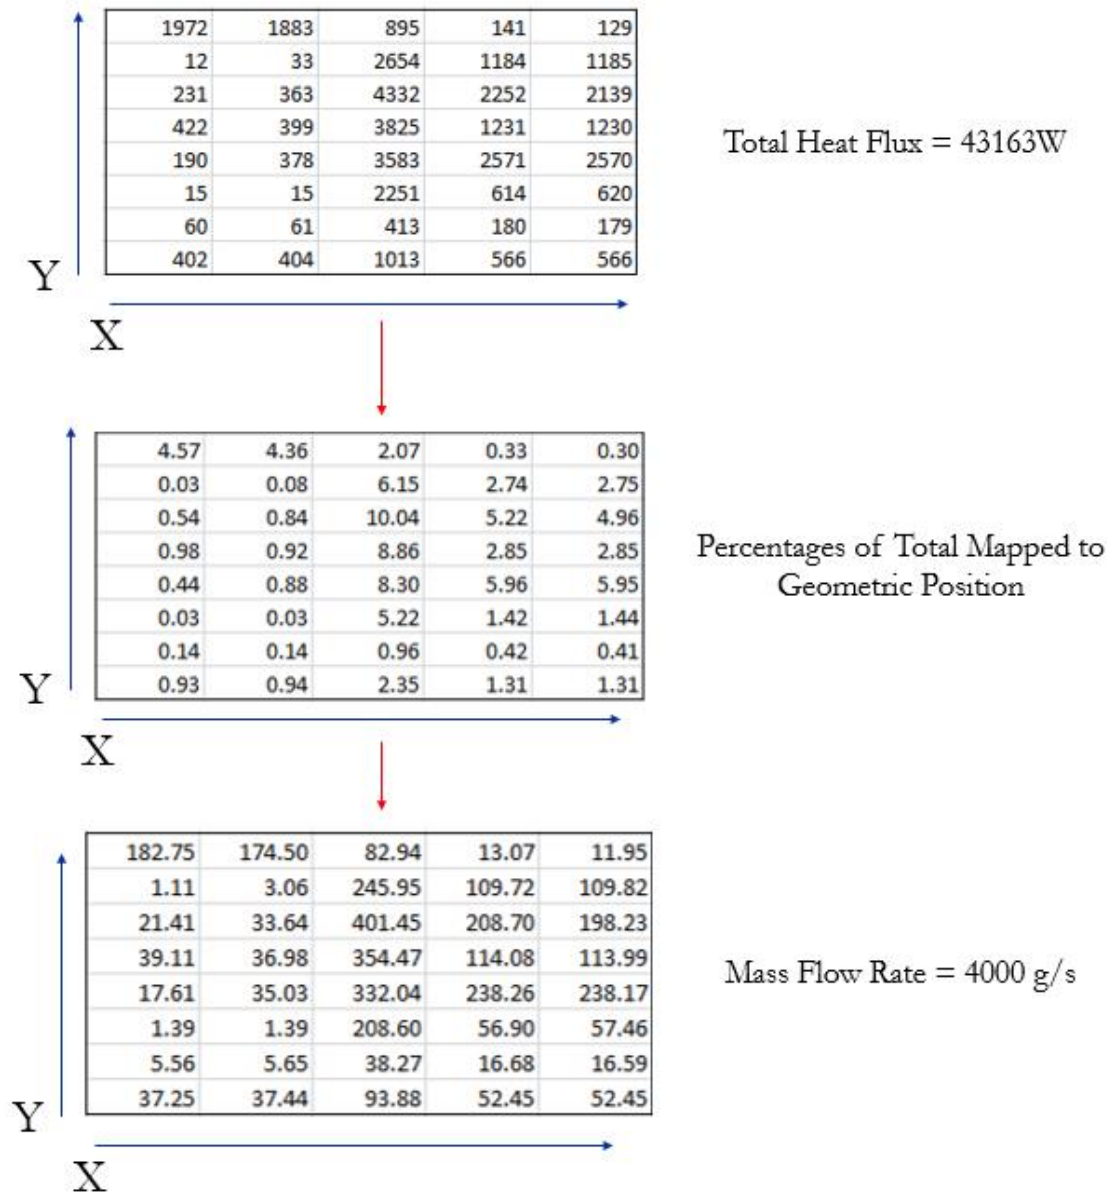 1972 1883 895 141 129
12 33 2654 1184 1185
231 363 4332 2252 2139
422 399 3825 1231 1230
190 378 3583 2571 2570
15 15 2251 614 620
60 61 413 180 179
402 404 1013 566 566
Total Heat Flux = 43163W
Y
X
4.57 4.36 2.07 0.33 0.30
0.03 0.08 6.15 2.74 2.75
0.54 0.84 10.04 5.22 4.96
0.98 0.92 8.86 2.85 2.85
0.44 0.88 8.30 5.96 5.95
0.03 0.03 5.22 1.42 1.44
0.14 0.14 0.96 0.42 0.41
0.93 0.94 2.35 1.31 1.31
Percentages of Total Mapped to
Geometric Position
Y
X
182.75 174.50 82.94 13.07 11.95
1.11 3.06 245.95 109.72 109.82
21.41 33.64 401.45 208.70 198.23
39.11 36.98 354.47 114.08 113.99
17.61 35.03 332.04 238.26 238.17
1.39 1.39 208.60 56.90 57.46
5.56 5.65 38.27 16.68 16.59
37.25 37.44 93.88 52.45 52.45
Mass Flow Rate = 4000 g/s
Y
X